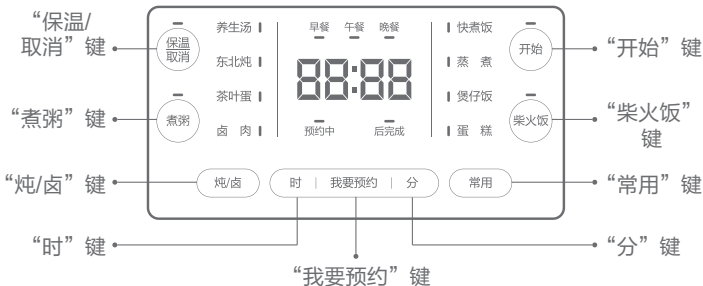 “保温/
取消”键
“煮粥”键
“炖/卤”键
“时”键
保温
取消
煮粥
养生汤
东北炖
茶叶蛋
卤 肉
早餐 午餐 晚餐
88:88
预约中 后完成
快煮饭
蒸 煮
煲仔饭
蛋 糕
开始
柴火饭
炖/卤
时 | 我要预约 | 分
常用
“开始”键
“柴火饭”
键
“常用”键
“分”键
“我要预约”键